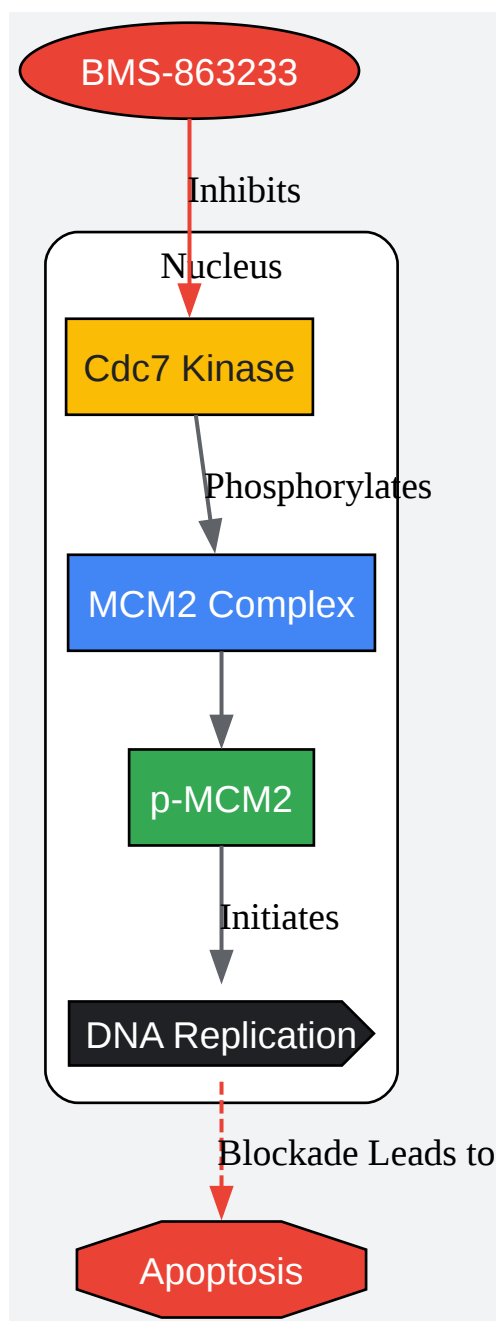 BMS-863233
Inhibits
Nucleus
Cdc7 Kinase
Phosphorylates
MCM2 Complex
p-MCM2
Initiates
DNA Replication
Blockade Leads to
Apoptosis